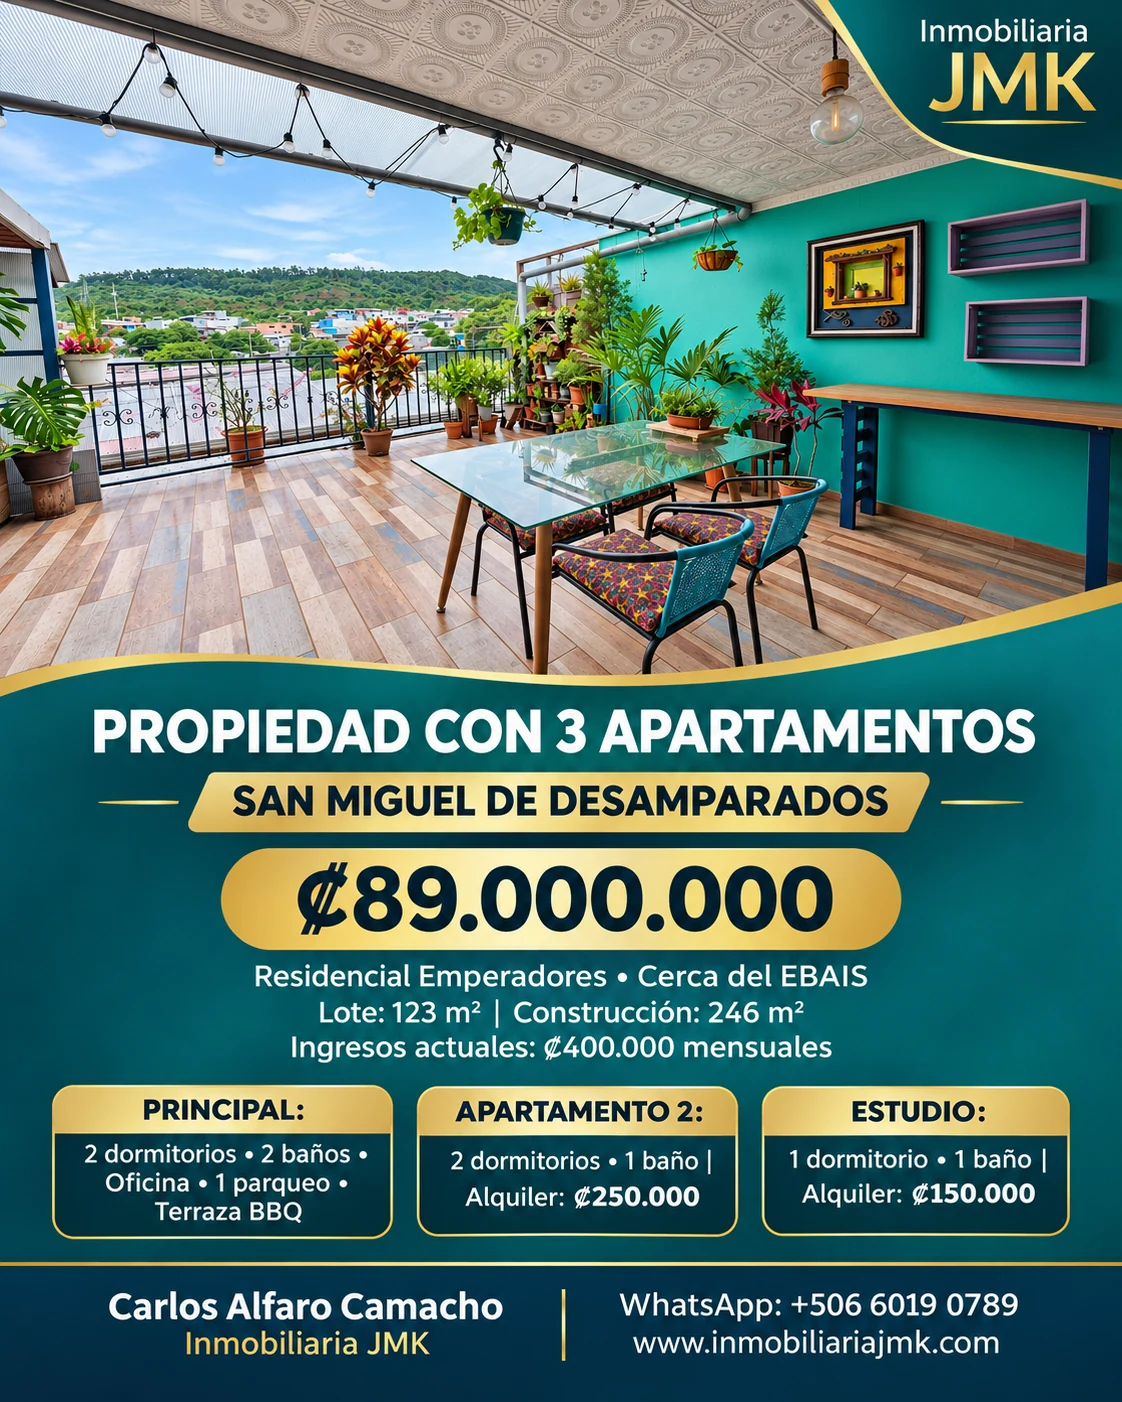 Inmobiliaria
JMK
PROPIEDAD CON 3 APARTAMENTOS
SAN MIGUEL DE DESAMPARADOS
₡89.000.000
Residencial Emperadores • Cerca del EBAIS
Lote: 123 m² | Construcción: 246 m²
Ingresos actuales: ₡400.000 mensuales
PRINCIPAL:
2 dormitorios • 2 baños •
Oficina • 1 parqueo •
Terraza BBQ
APARTAMENTO 2:
2 dormitorios • 1 baño |
Alquiler: ₡250.000
ESTUDIO:
1 dormitorio • 1 baño |
Alquiler: ₡150.000
Carlos Alfaro Camacho
Inmobiliaria JMK
WhatsApp: +506 6019 0789
www.inmobiliariajmk.com